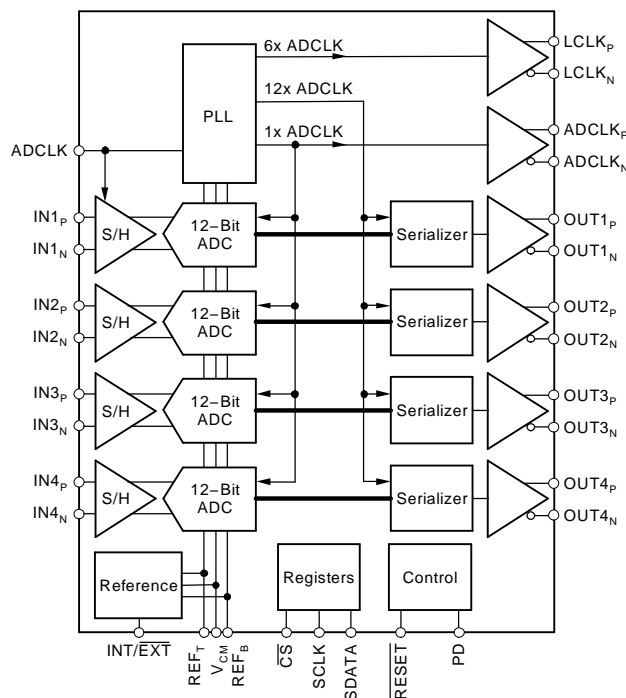 6x ADCLK
LCLKP
LCLKN
12x ADCLK
PLL
1x ADCLK
ADCLKP
ADCLKN
ADCLK
IN1P
S/H
12–Bit
ADC
Serializer
OUT1P
IN1N
OUT1N
IN2P
S/H
12–Bit
ADC
Serializer
OUT2P
IN2N
OUT2N
IN3P
S/H
12–Bit
ADC
Serializer
OUT3P
IN3N
OUT3N
IN4P
S/H
12–Bit
ADC
Serializer
OUT4P
IN4N
OUT4N
Reference
Registers
Control
INT/EXT
REFT
VCM
REFB
CS
SCLK
SDATA
RESET
PD